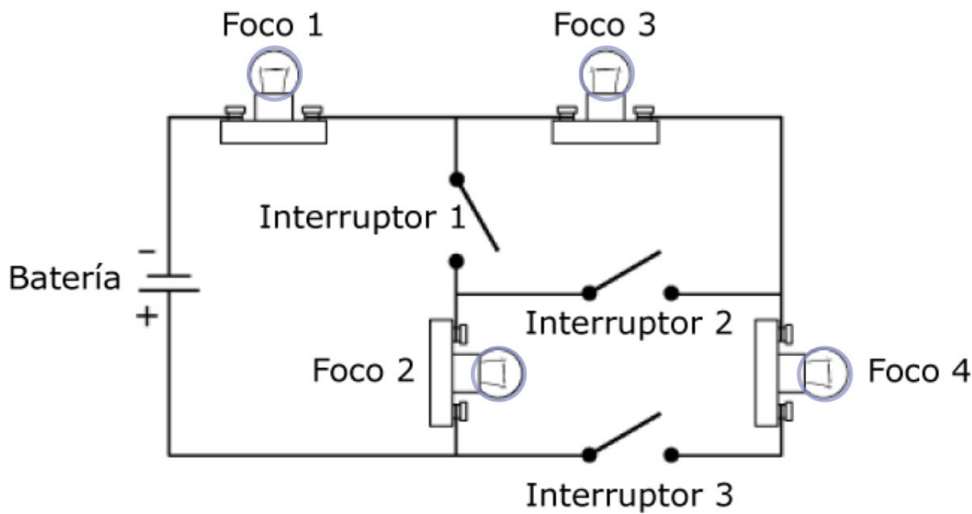 Foco 1
Foco 3
Interruptor 1
-
Batería
+
Interruptor 2
Foco 2
Foco 4
Interruptor 3